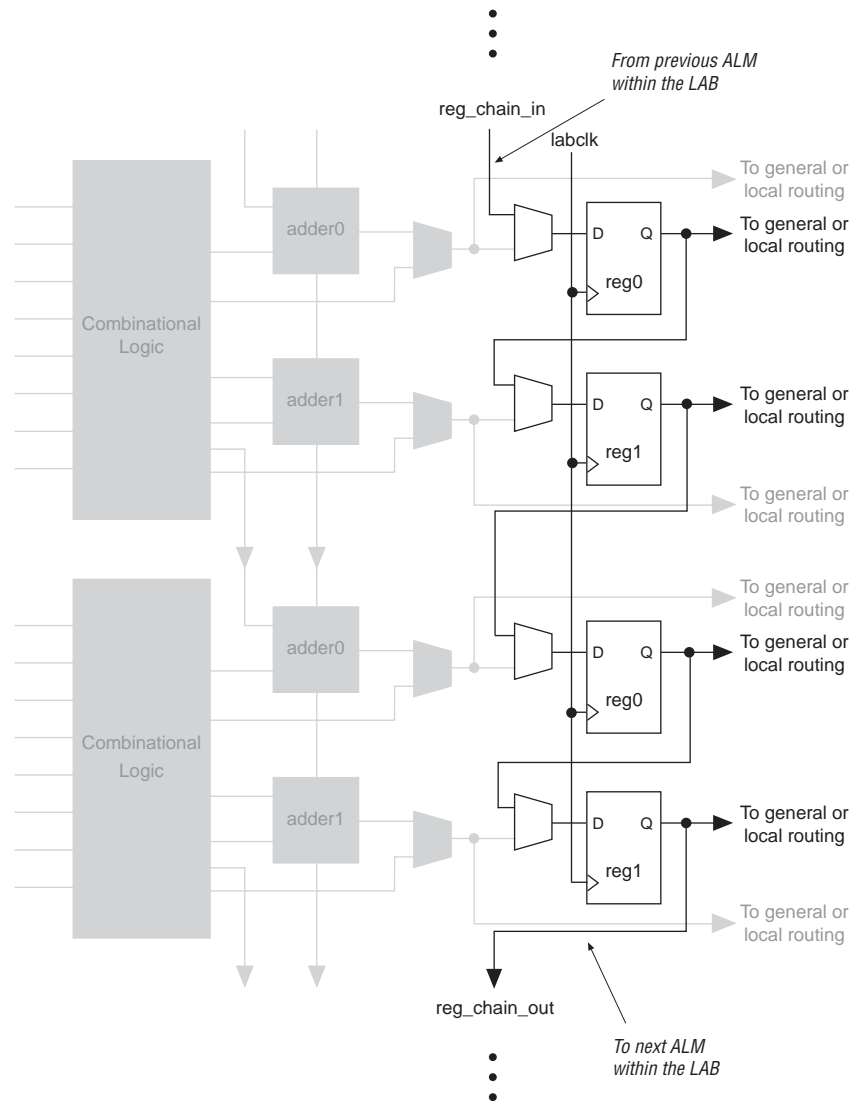 From previous ALM
within the LAB
reg_chain_in
labclk
To general or
local routing
adder0
D Q
To general or
local routing
reg0
Combinational
Logic
adder1
D Q
To general or
local routing
reg1
To general or
local routing
To general or
local routing
adder0
D Q
To general or
local routing
reg0
Combinational
Logic
adder1
D Q
To general or
local routing
reg1
To general or
local routing
reg_chain_out
To next ALM
within the LAB